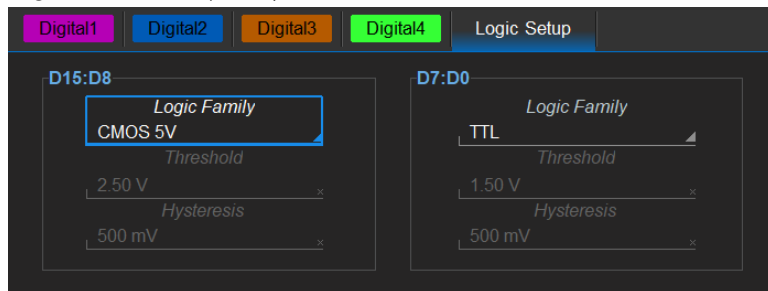 Digital1 Digital2 Digital3 Digital4 Logic Setup
D15:D8
Logic Family
CMOS 5V
Threshold
2.50 V
Hysteresis
500 mV
D7:D0
Logic Family
TTL
Threshold
1.50 V
Hysteresis
500 mV